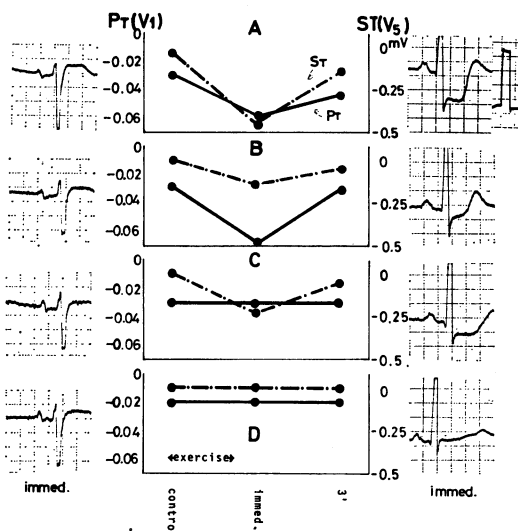 PT(V1) ST(V5)
0 A 0 mV
-0.02 ST
-0.04 -0.25
PT
-0.06
-0.5
0 B 0
-0.02
-0.04 -0.25
-0.06
-0.5
0 C 0
-0.02
-0.04 -0.25
-0.06
-0.5
0 0
-0.02
-0.04 D -0.25
-0.06 exercise
-0.5
immed. immed.
contro
immed.
3'